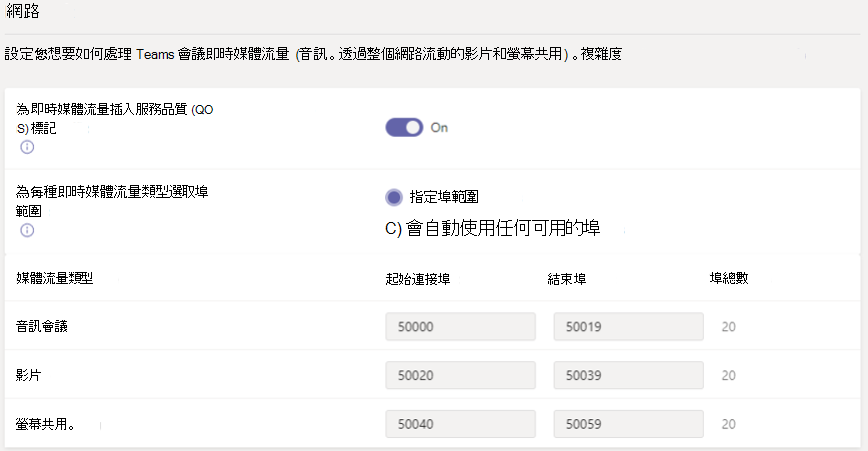 網路
設定您想要如何處理 Teams 會議即時媒體流量 (音訊。透過整個網路流動的影片和螢幕共用) 。複雜度
為即時媒體流量插入服務品質 (QO
S) 標記
On
為每種即時媒體流量類型選取埠
範圍
指定埠範圍
C) 會自動使用任何可用的埠
媒體流量類型 起始連接埠 結束埠 埠總數
音訊會議 50000 50019 20
影片 50020 50039 20
螢幕共用。 50040 50059 20